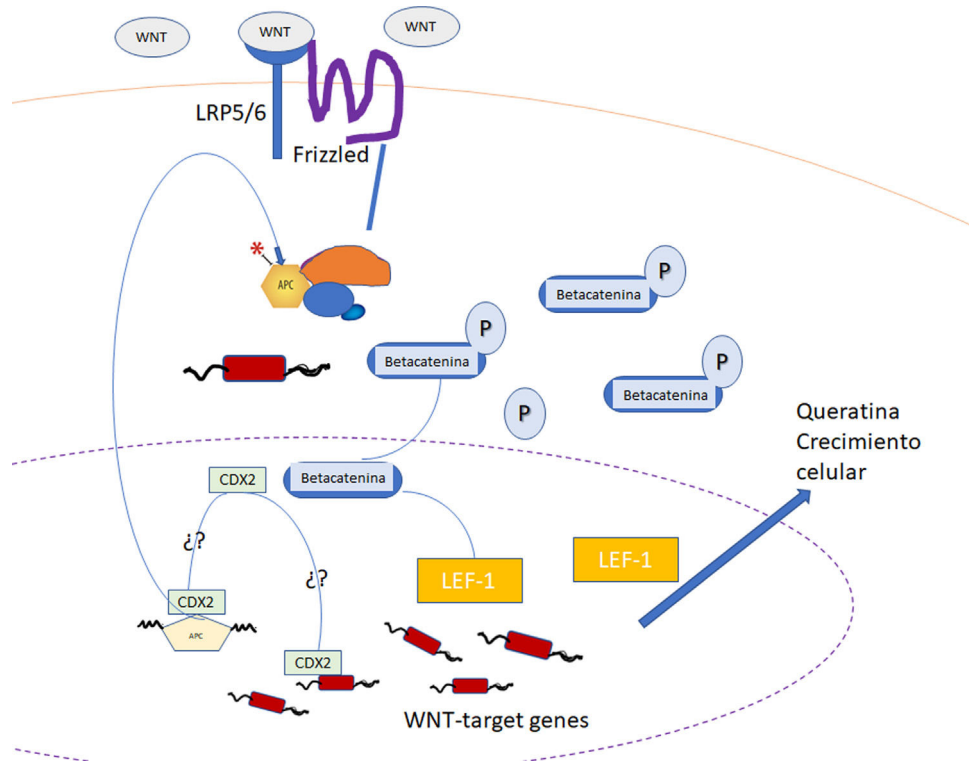 WNT
WNT
WNT
LRP5/6
Frizzled
*
APC
P
Betacatenina
P
Betacatenina
P
Betacatenina
P
Queratina
Crecimiento
celular
CDX2
Betacatenina
¿?
¿?
LEF-1
LEF-1
CDX2
APC
CDX2
WNT-target genes